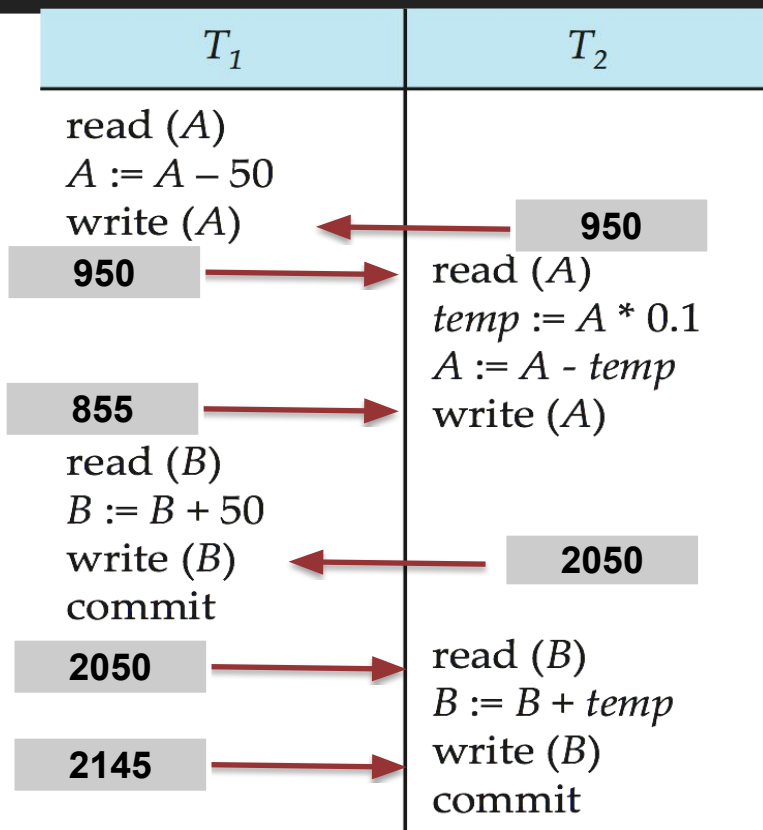 T₁ T₂
read (A)
A := A – 50
write (A)
950
950
read (A)
temp := A * 0.1
A := A - temp
855
write (A)
read (B)
B := B + 50
write (B)
2050
commit
2050
read (B)
B := B + temp
2145
write (B)
commit